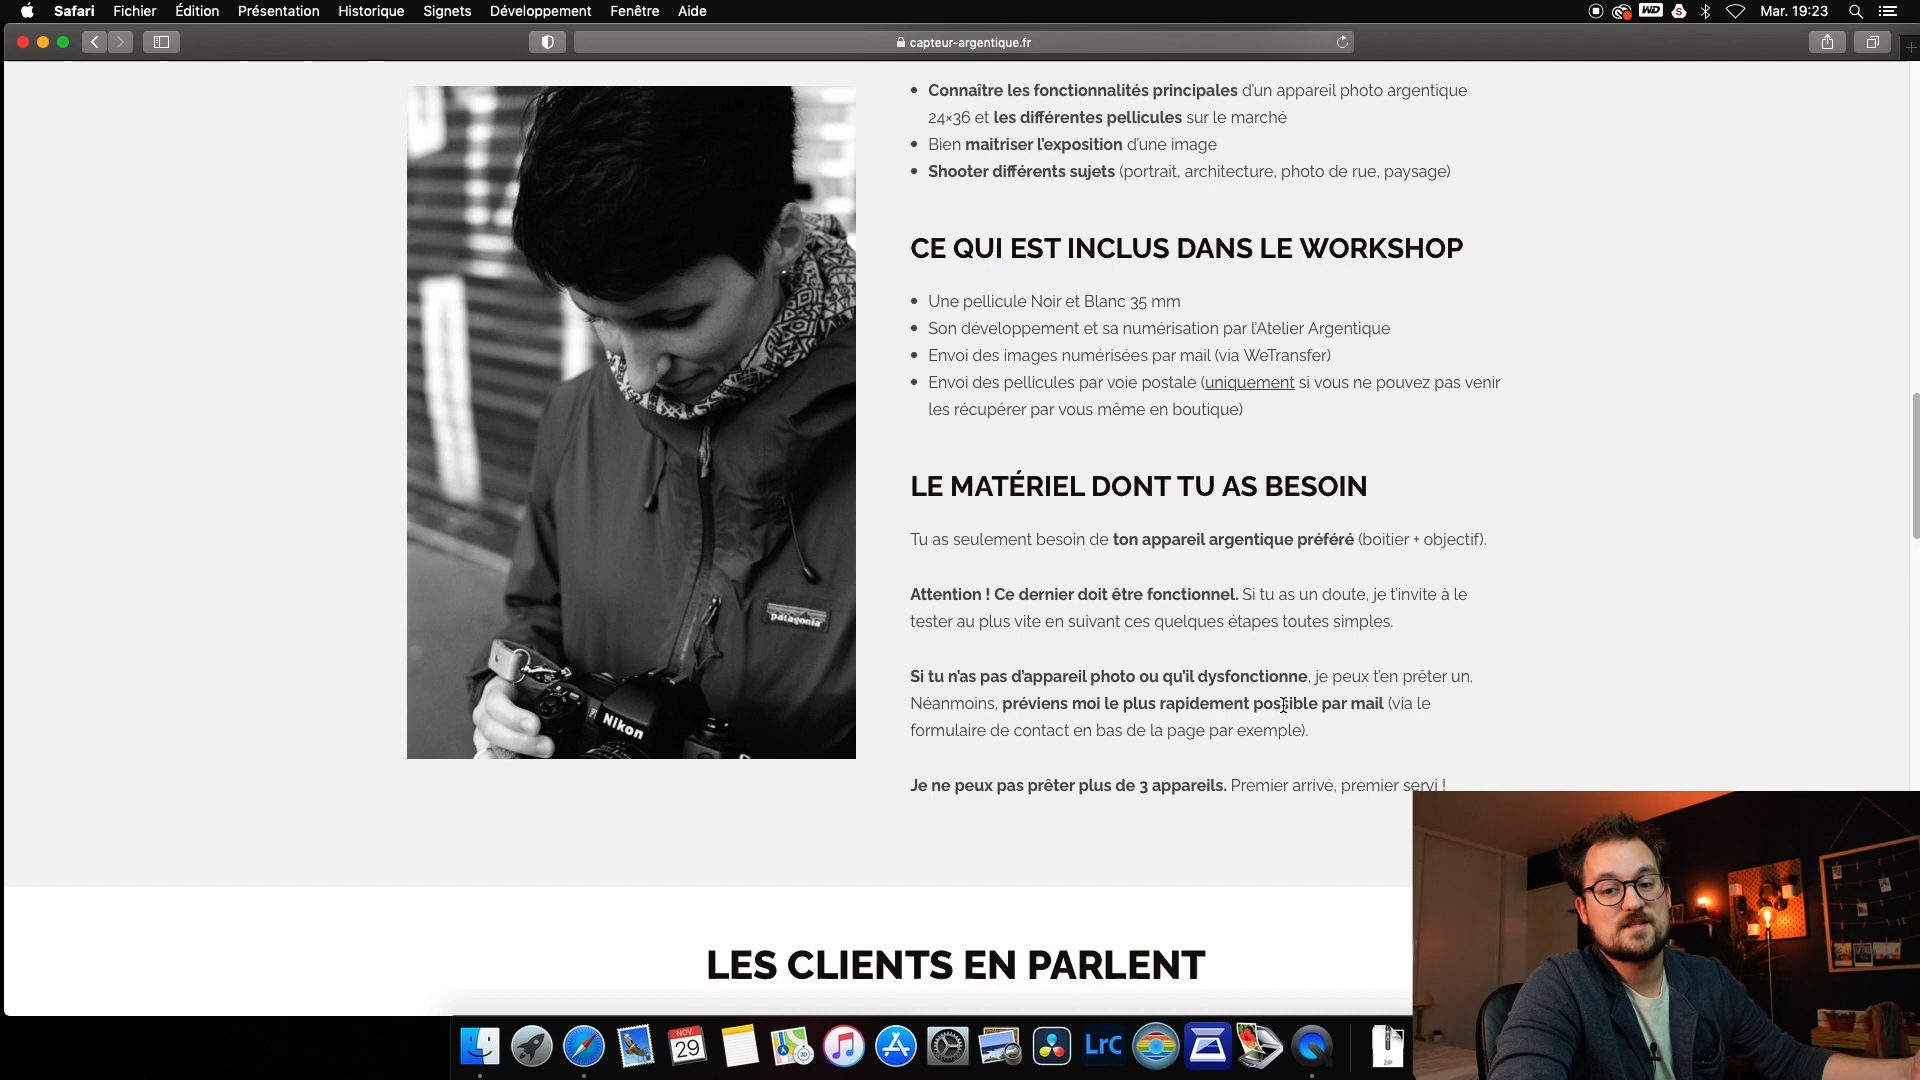 Safari Fichier Édition Présentation Historique Signets Développement Fenêtre Aide
WD
S
Mar. 19:23
capteur-argentique.fr
Connaître les fonctionnalités principales d'un appareil photo argentique
24×36 et les différentes pellicules sur le marché
Bien maitriser l'exposition d'une image
Shooter différents sujets (portrait, architecture, photo de rue, paysage)
CE QUI EST INCLUS DANS LE WORKSHOP
Une pellicule Noir et Blanc 35 mm
Son développement et sa numérisation par l'Atelier Argentique
Envoi des images numérisées par mail (via WeTransfer)
Envoi des pellicules par voie postale (uniquement si vous ne pouvez pas venir
les récupérer par vous même en boutique)
LE MATÉRIEL DONT TU AS BESOIN
Tu as seulement besoin de ton appareil argentique préféré (boitier + objectif).
Attention ! Ce dernier doit être fonctionnel. Si tu as un doute, je t'invite à le
tester au plus vite en suivant ces quelques étapes toutes simples.
Si tu n'as pas d'appareil photo ou qu'il dysfonctionne, je peux t'en prêter un.
Néanmoins, préviens moi le plus rapidement possible par mail (via le
formulaire de contact en bas de la page par exemple).
Je ne peux pas prêter plus de 3 appareils. Premier arrivé, premier servi !
patagonia
Nikon
LES CLIENTS EN PARLENT
NOV.
29
LrC
ZIP